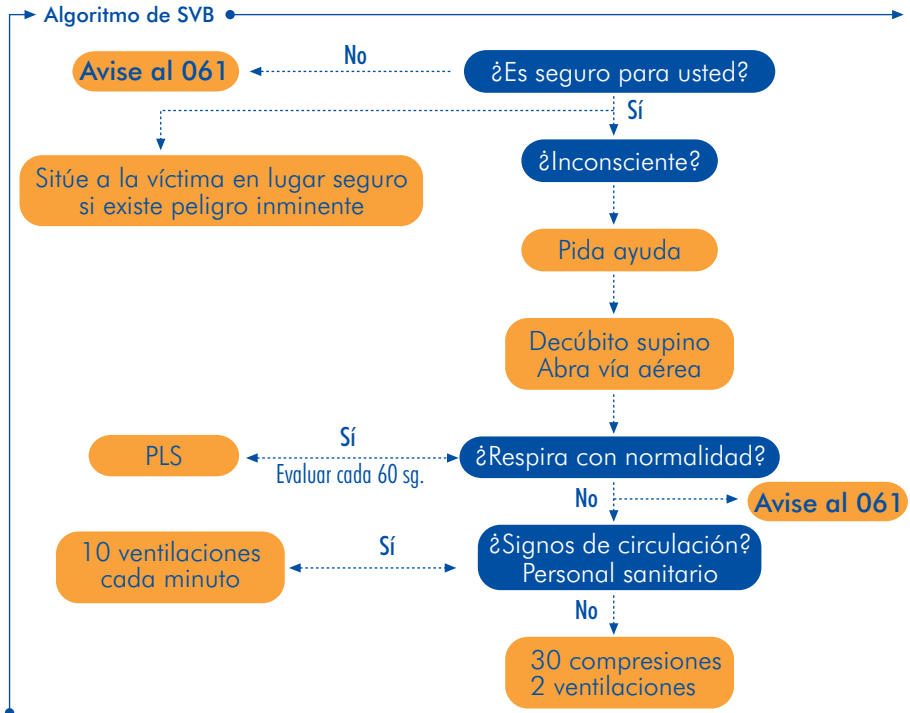 Algoritmo de SVB
Avise al 061
No
¿Es seguro para usted?
Sí
Sitúe a la víctima en lugar seguro
si existe peligro inminente
¿Inconsciente?
Pida ayuda
Decúbito supino
Abra vía aérea
PLS
Sí
Evaluar cada 60 sg.
¿Respira con normalidad?
No
Avise al 061
10 ventilaciones
cada minuto
Sí
¿Signos de circulación?
Personal sanitario
No
30 compresiones
2 ventilaciones